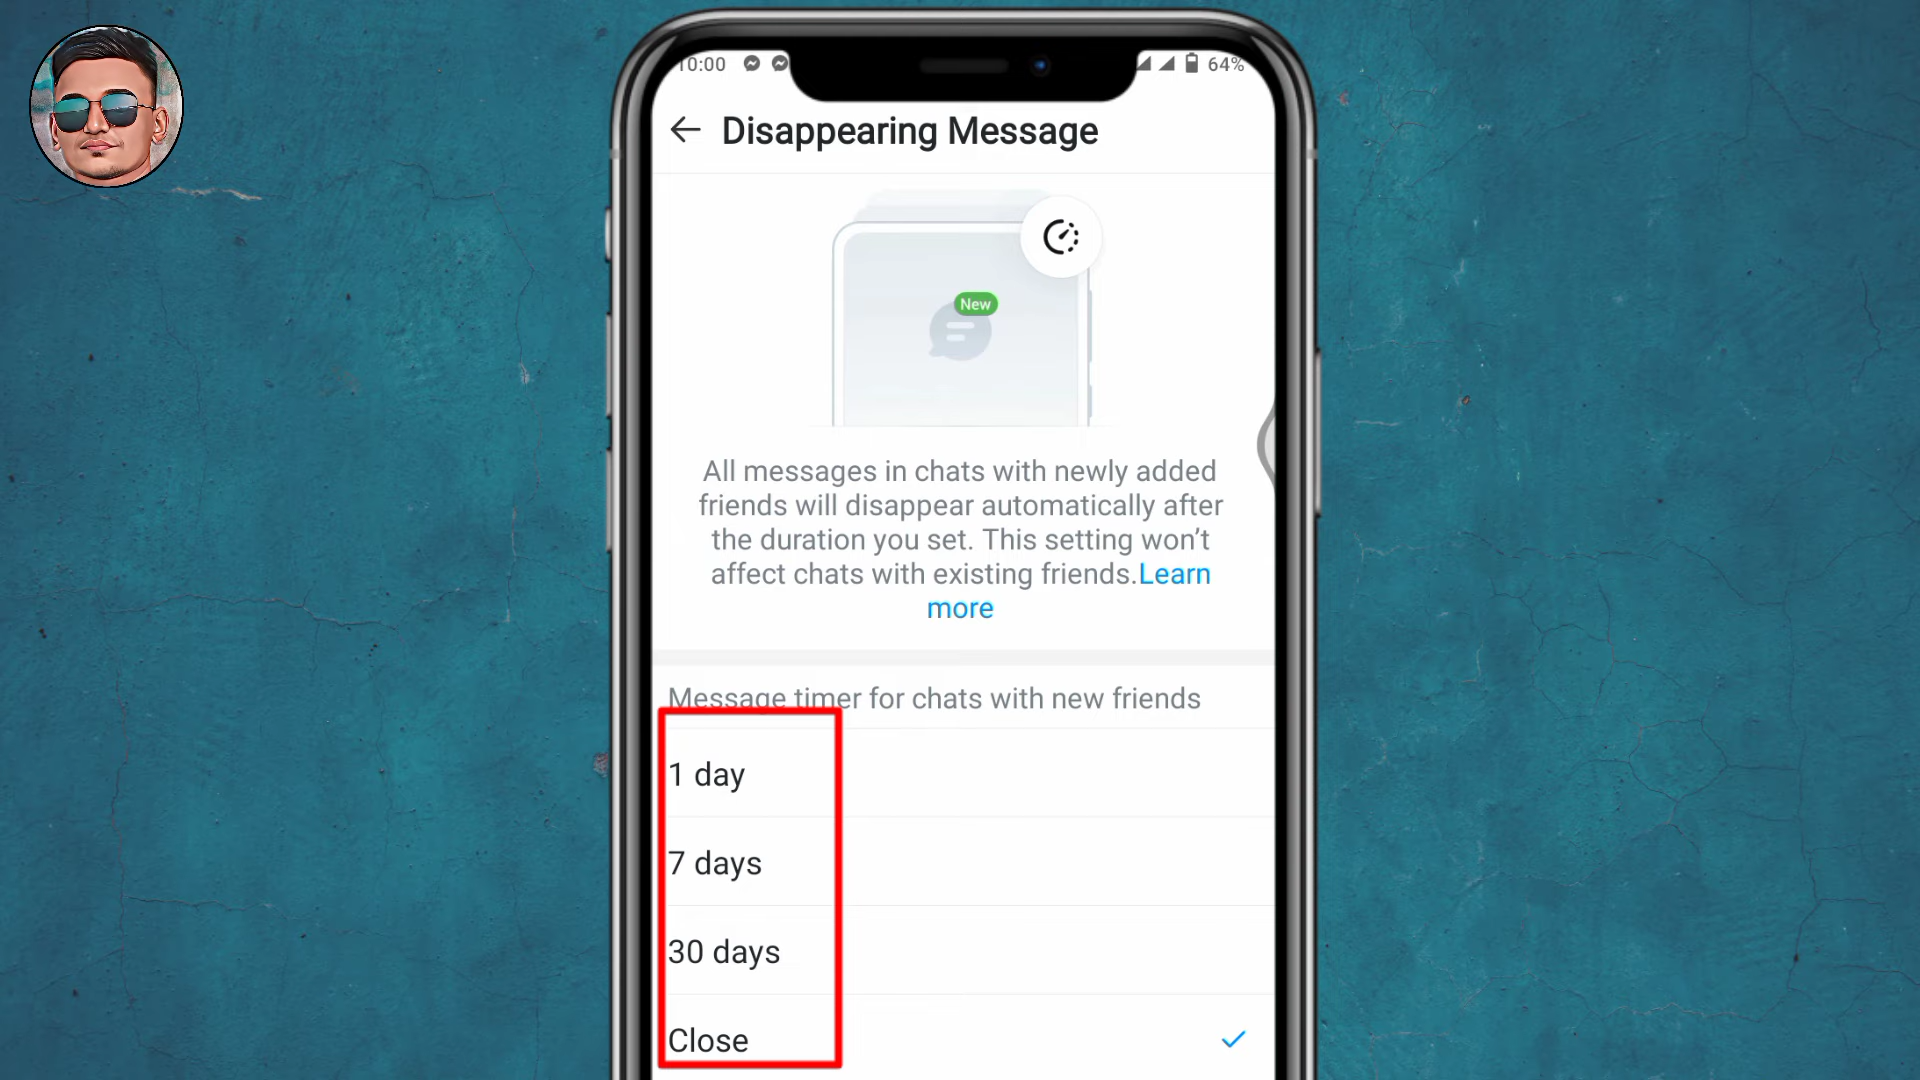 10:00
64%
Disappearing Message
New
All messages in chats with newly added
friends will disappear automatically after
the duration you set. This setting won’t
affect chats with existing friends.Learn
more
Message timer for chats with new friends
1 day
7 days
30 days
Close